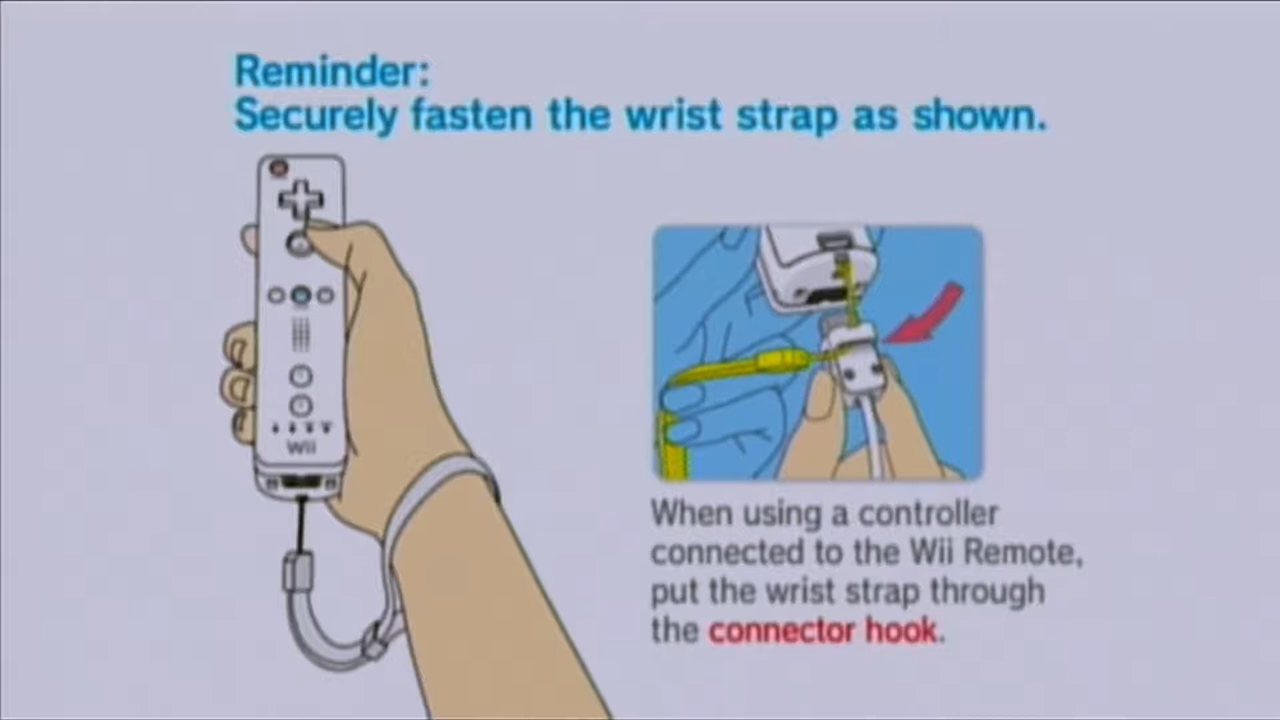 Reminder:
Securely fasten the wrist strap as shown.
Wii
When using a controller
connected to the Wii Remote,
put the wrist strap through
the connector hook.